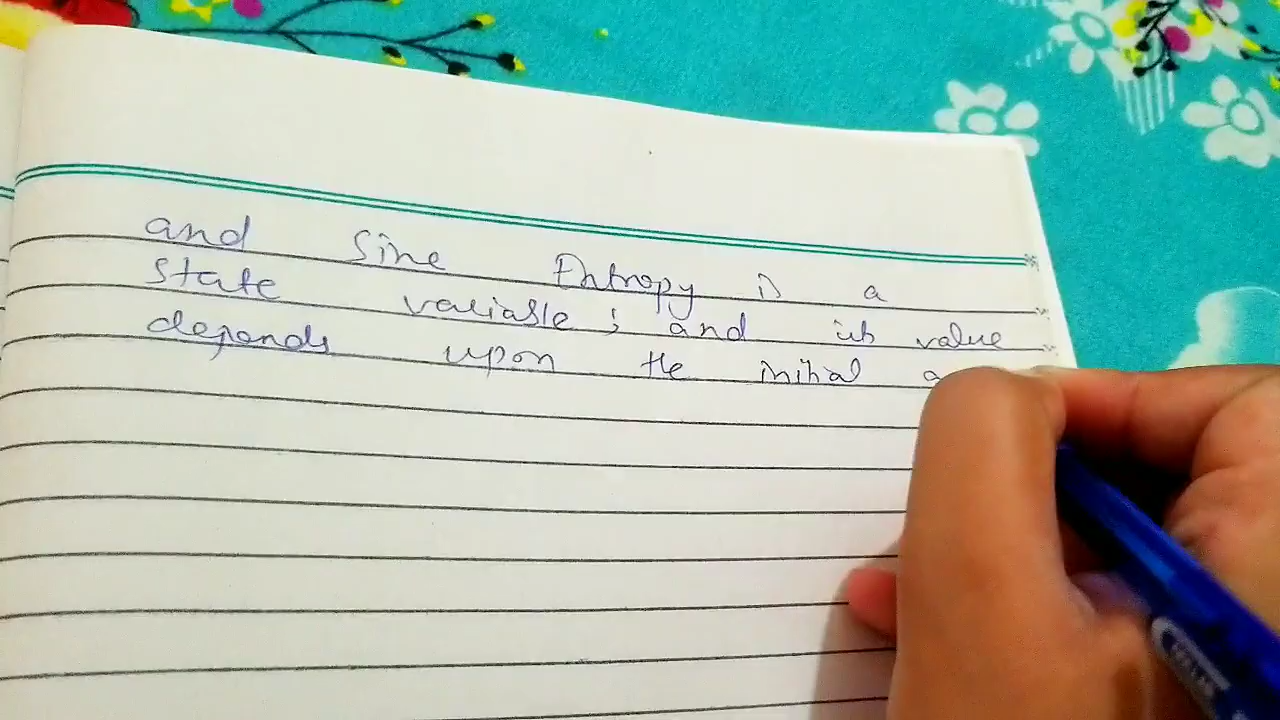 and Sine Entropy is a
state variable ; and its value
depends upon the initial a